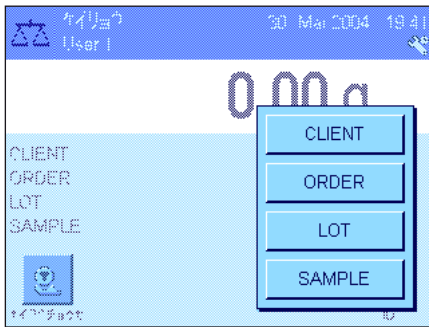 ケイリョウ
User 1
30. Mar 2004 19:41
0.00 g
CLIENT
ORDER
LOT
SAMPLE
CLIENT
ORDER
LOT
SAMPLE